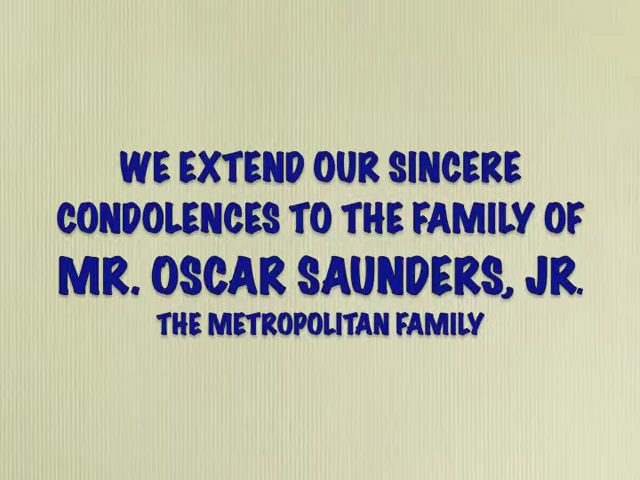 WE EXTEND OUR SINCERE
CONDOLENCES TO THE FAMILY OF
MR. OSCAR SAUNDERS, JR.
THE METROPOLITAN FAMILY